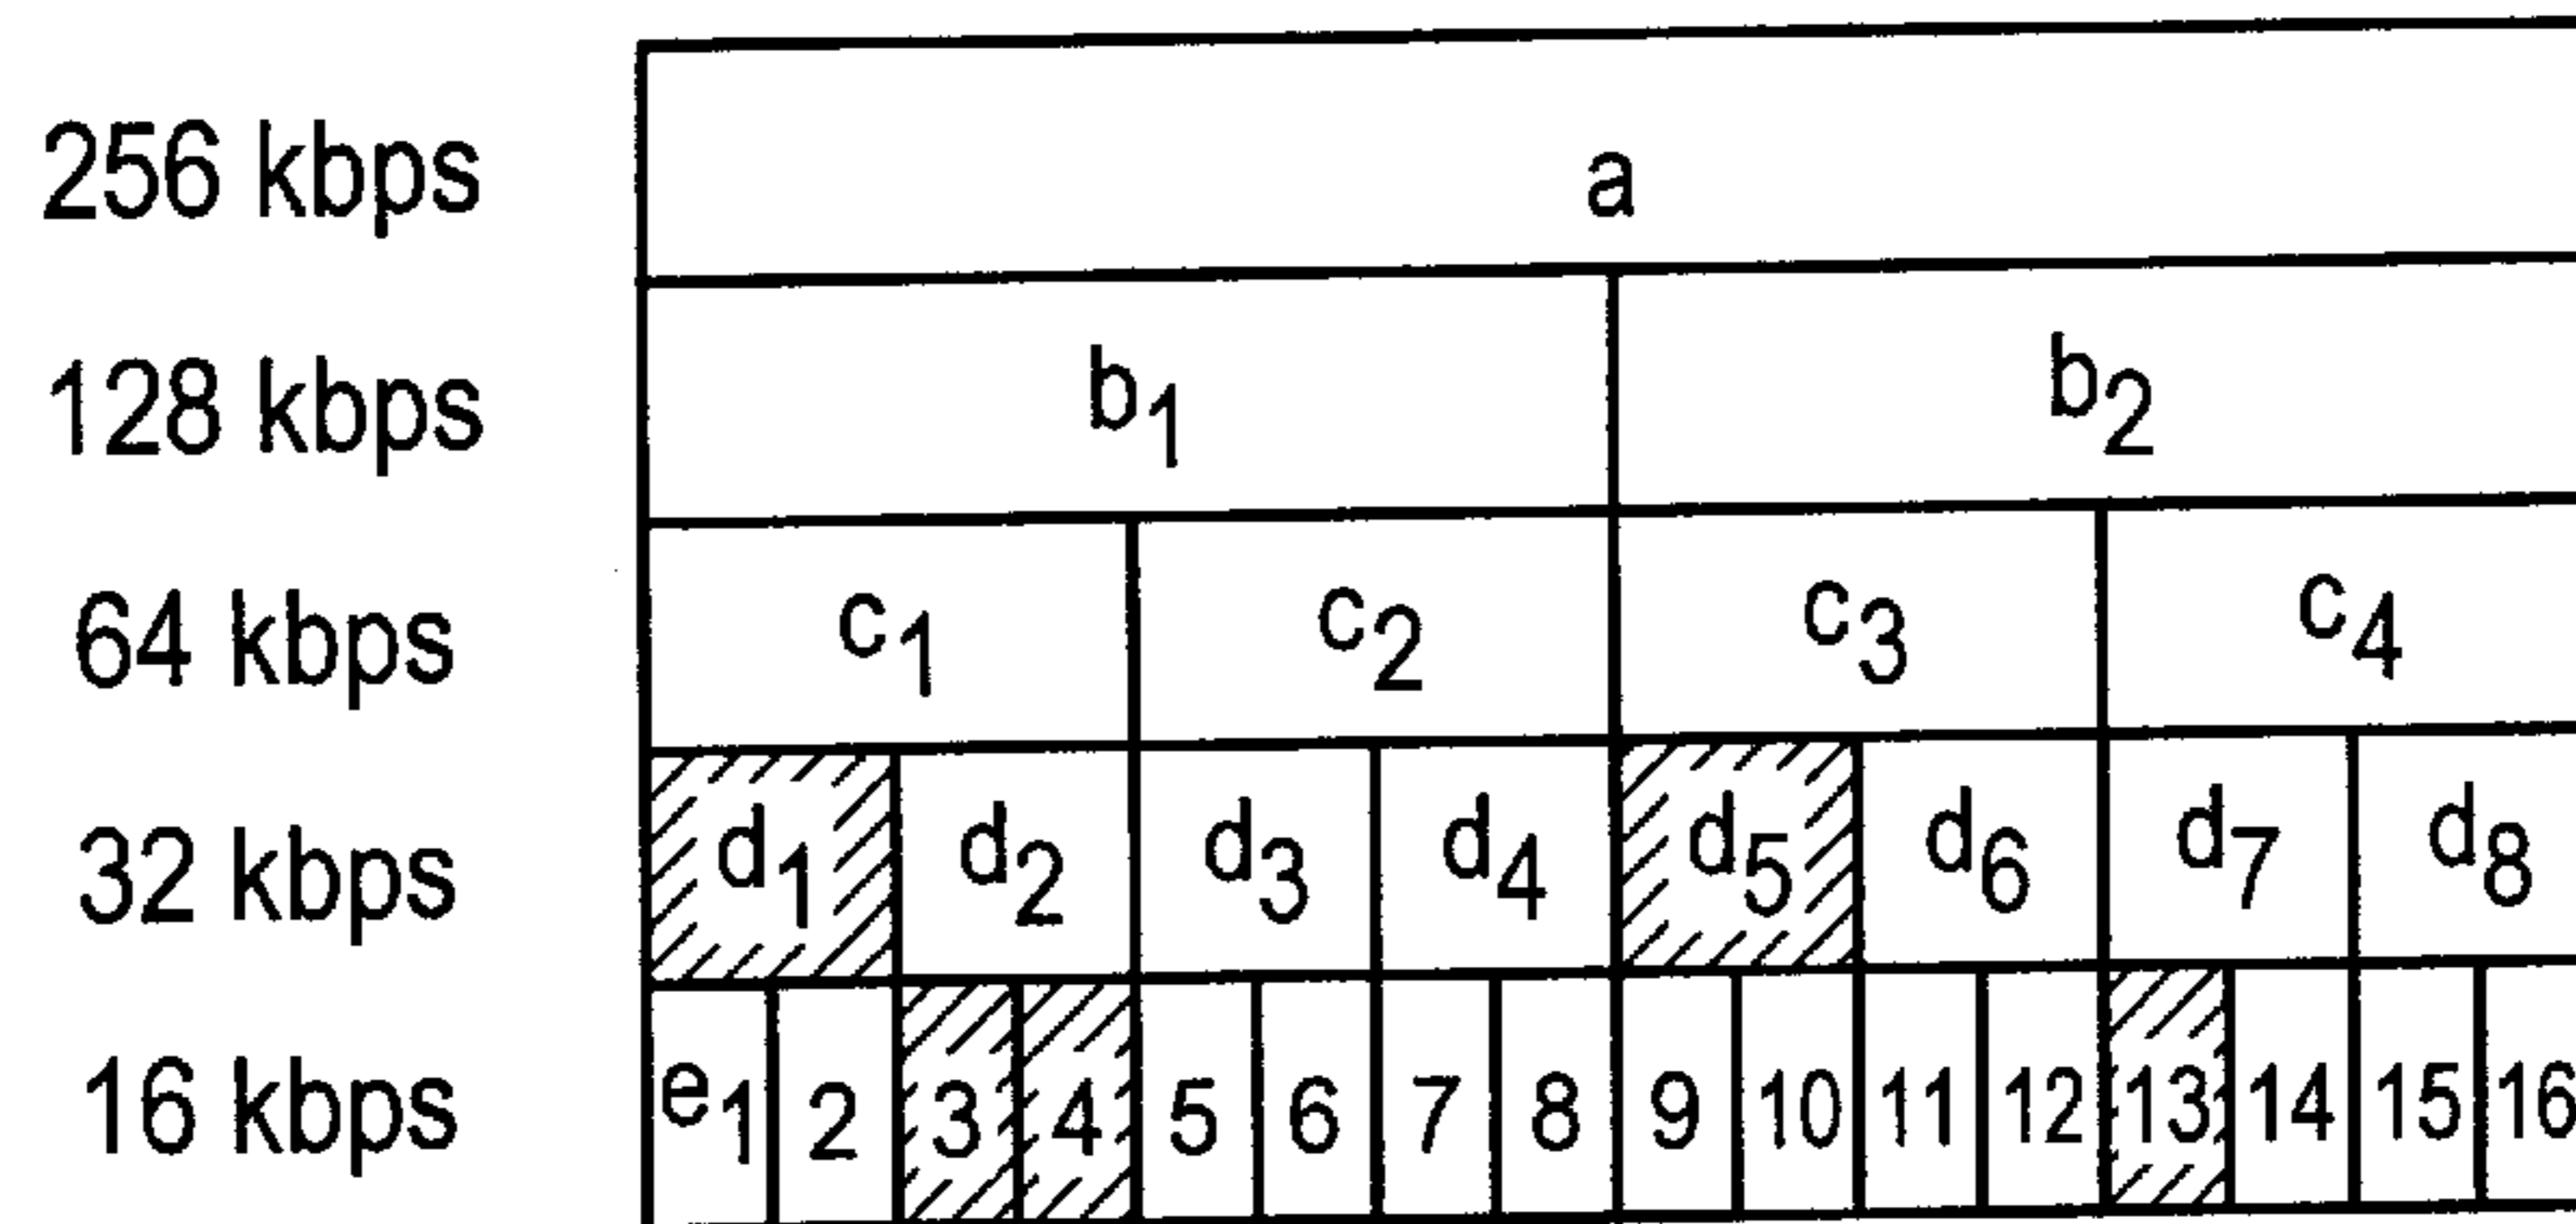 256 kbps a
128 kbps b1 b2
64 kbps c1 c2 c3 c4
32 kbps d1 d2 d3 d4 d5 d6 d7 d8
16 kbps e1 2 3 4 5 6 7 8 9 10 11 12 13 14 15 16